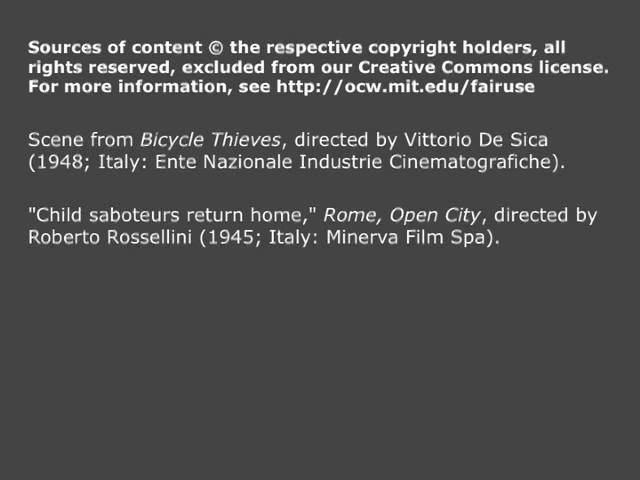 Sources of content © the respective copyright holders, all
rights reserved, excluded from our Creative Commons license.
For more information, see http://ocw.mit.edu/fairuse
Scene from Bicycle Thieves, directed by Vittorio De Sica
(1948; Italy: Ente Nazionale Industrie Cinematografiche).
"Child saboteurs return home," Rome, Open City, directed by
Roberto Rossellini (1945; Italy: Minerva Film Spa).